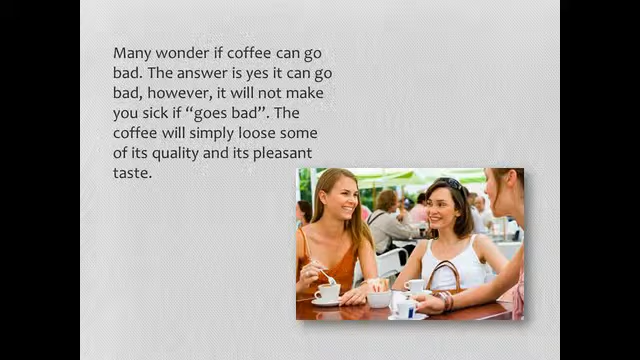 Many wonder if coffee can go
bad. The answer is yes it can go
bad, however, it will not make
you sick if “goes bad”. The
coffee will simply loose some
of its quality and its pleasant
taste.